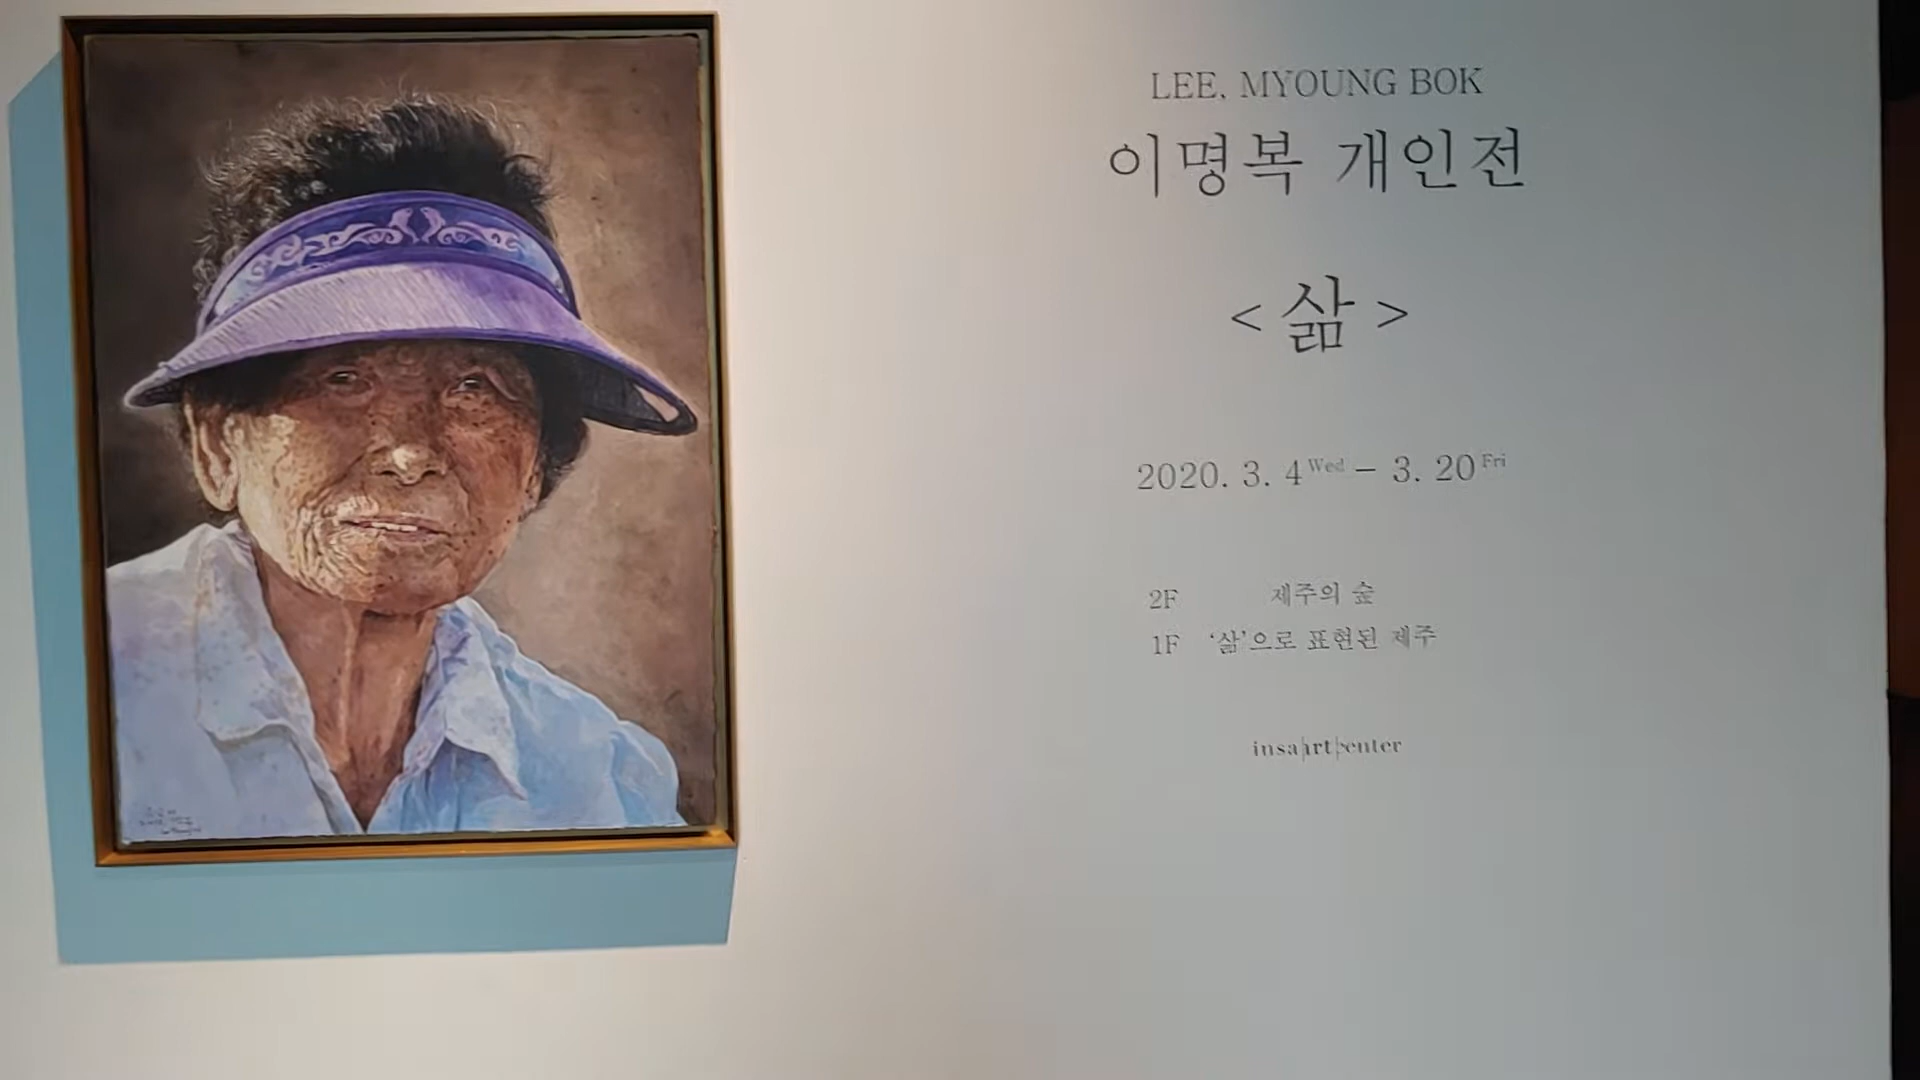 LEE, MYOUNG BOK
이명복 개인전
< 삶 >
2020. 3. 4 Wed – 3. 20 Fri
2F 제주의 숲
1F ‘삶’으로 표현된 제주
insa art center